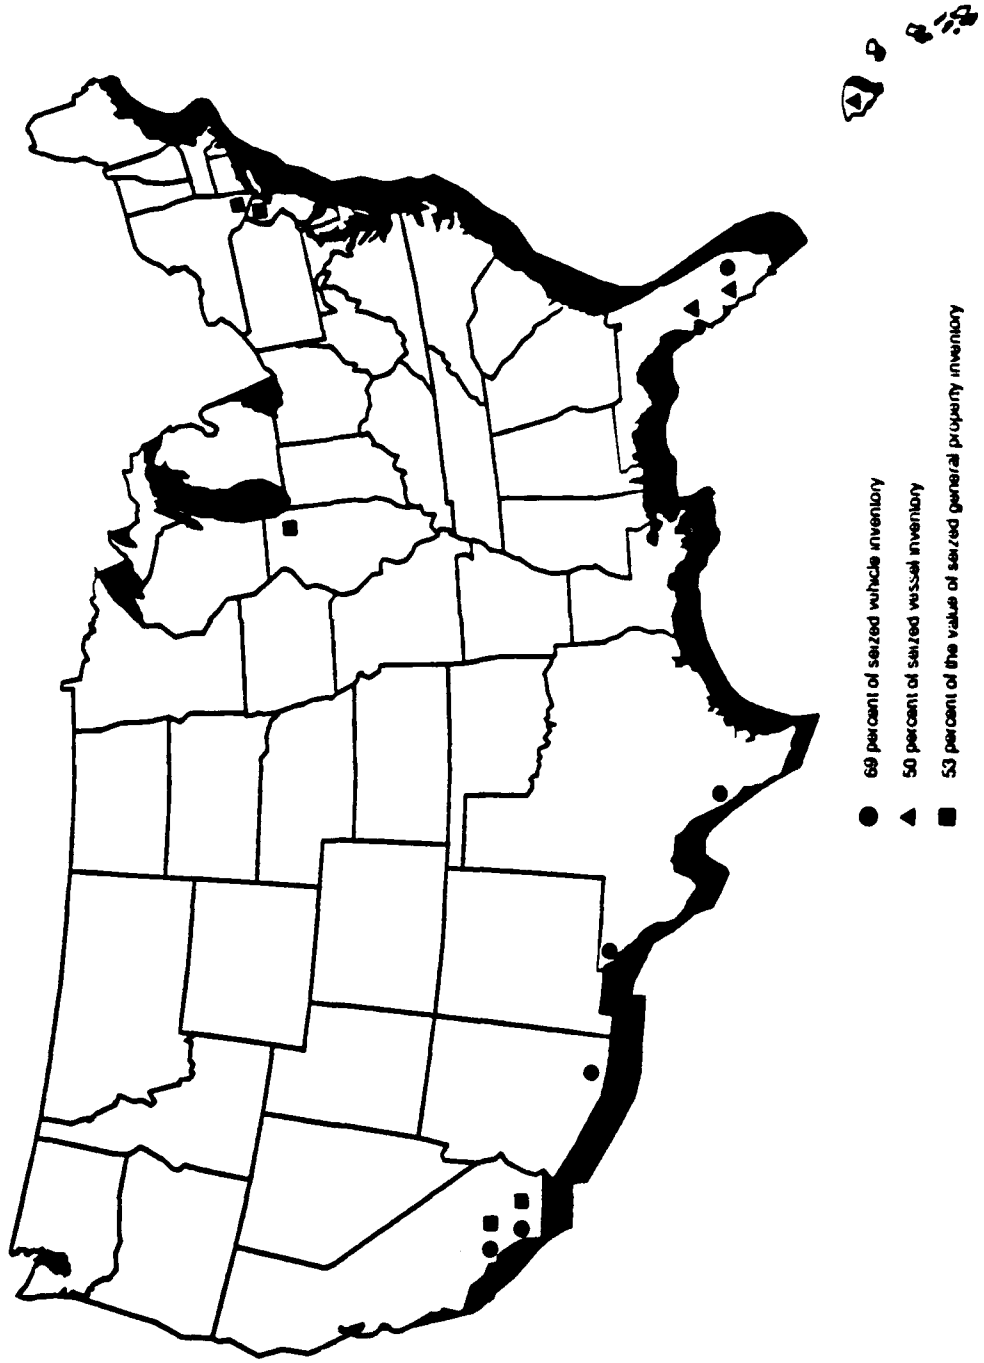 69 percent of seized vehicle inventory
50 percent of seized vessel inventory
53 percent of the value of seized general property inventory